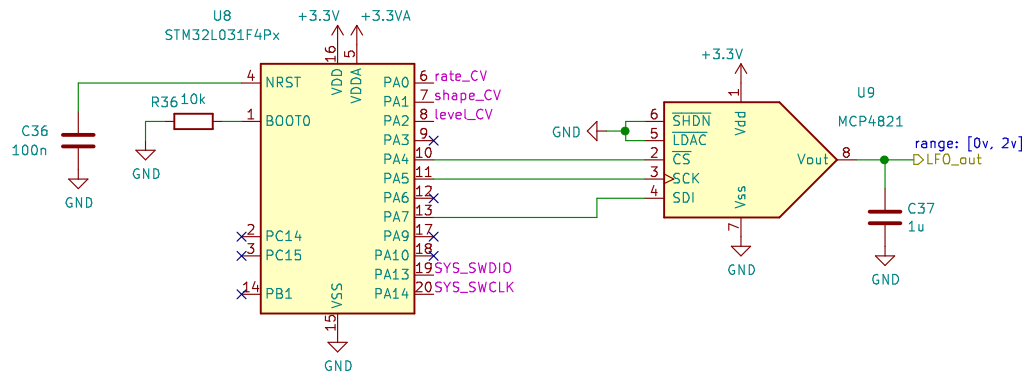 U8
STM32L031F4Px
+3.3V
+3.3VA
16
5
VDD
VDDA
4
NRST
1
BOOT0
2
PC14
3
PC15
14
PB1
VSS
15
GND
PA0
6
rate_CV
PA1
7
shape_CV
PA2
8
level_CV
PA3
9
PA4
10
PA5
11
PA6
12
PA7
13
PA9
17
PA10
18
PA13
19
SYS_SWDIO
PA14
20
SYS_SWCLK
R36
10k
GND
C36
100n
GND
+3.3V
1
Vdd
U9
MCP4821
GND
6
SHDN
5
LDAC
2
CS
3
SCK
4
SDI
Vss
7
GND
Vout
8
range: [0v, 2v]
LFO_out
C37
1u
GND